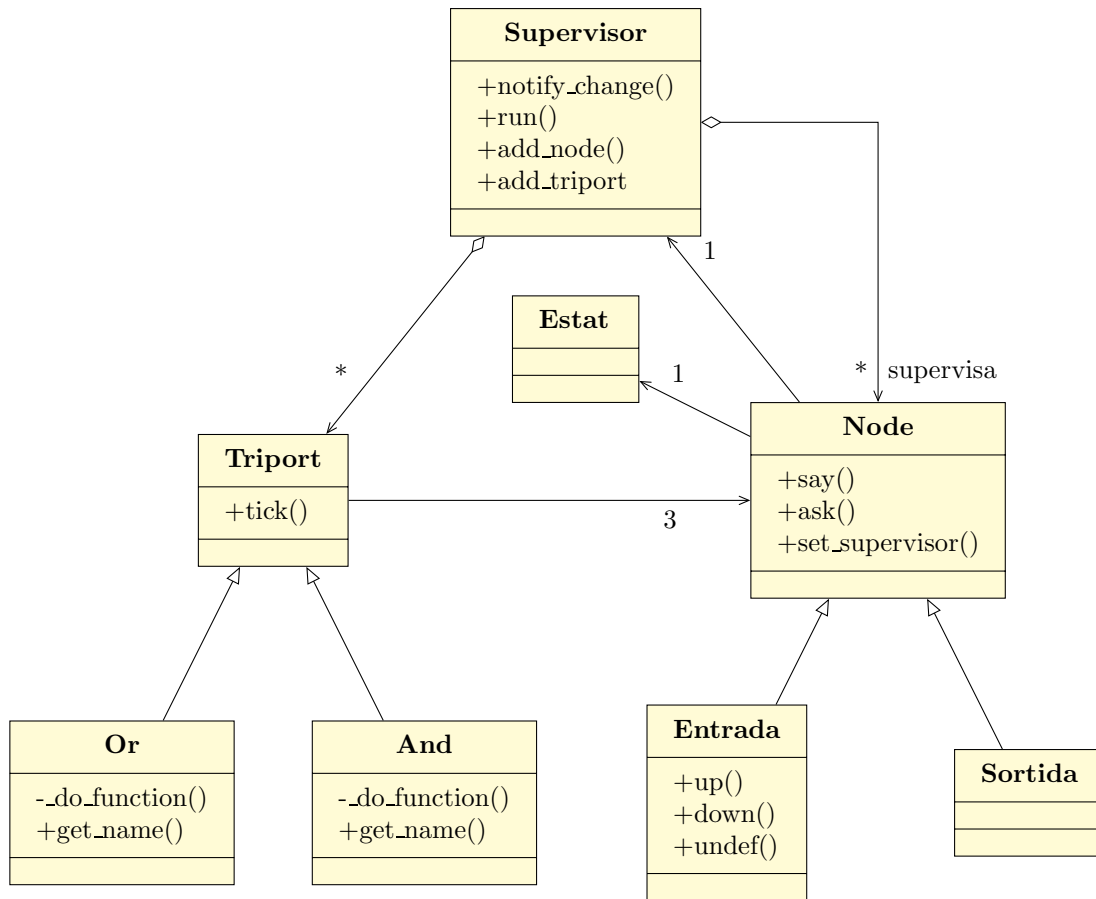 Supervisor
+notify_change()
+run()
+add_node()
+add_triport
1
Estat
*
1
* supervisa
Node
Triport
+say()
+tick()
+ask()
3
+set_supervisor()
Or
-_do_function()
+get_name()
And
-_do_function()
+get_name()
Entrada
+up()
+down()
+undef()
Sortida